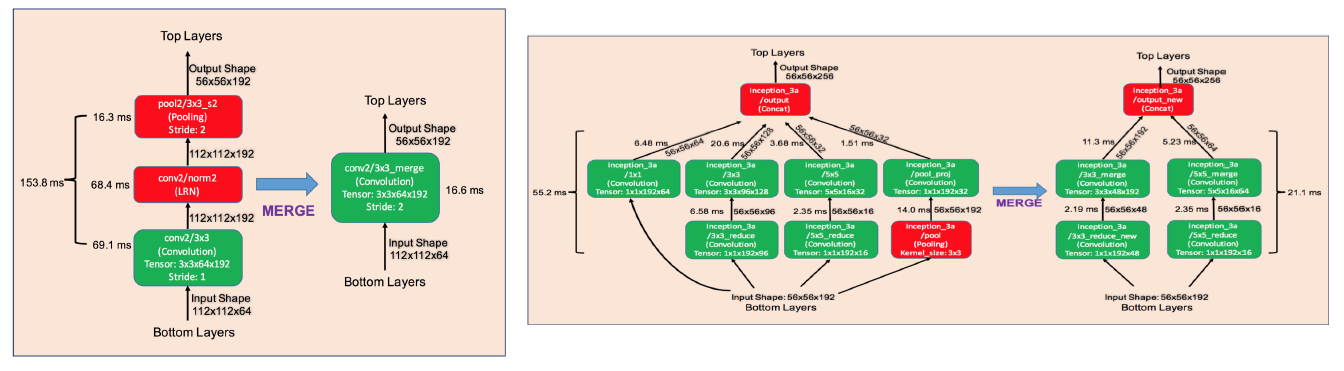 Top Layers
Output Shape
56x56x192
pool2/3x3_s2
(Pooling)
Stride: 2
16.3 ms
112x112x192
153.8 ms
68.4 ms
conv2/norm2
(LRN)
112x112x192
69.1 ms
conv2/3x3
(Convolution)
Tensor: 3x3x64x192
Stride: 1
Input Shape
112x112x64
Bottom Layers
MERGE
Top Layers
Output Shape
56x56x192
conv2/3x3_merge
(Convolution)
Tensor: 3x3x64x192
Stride: 2
16.6 ms
Input Shape
112x112x64
Bottom Layers
Top Layers
Output Shape
56x56x256
Inception_3a
/output
(Concat)
6.48 ms
56x56x64
20.6 ms
56x56x128
3.68 ms
56x56x32
1.51 ms
56x56x32
55.2 ms
Inception_3a
/1x1
(Convolution)
Tensor: 1x1x192x64
Inception_3a
/3x3
(Convolution)
Tensor: 3x3x96x128
Inception_3a
/5x5
(Convolution)
Tensor: 5x5x16x32
Inception_3a
/pool_proj
(Convolution)
Tensor: 1x1x192x32
6.58 ms
56x56x96
2.35 ms
56x56x16
14.0 ms
56x56x192
Inception_3a
/3x3_reduce
(Convolution)
Tensor: 1x1x192x96
Inception_3a
/5x5_reduce
(Convolution)
Tensor: 1x1x192x16
Inception_3a
/pool
(Pooling)
Kernel_size: 3x3
Input Shape: 56x56x192
Bottom Layers
MERGE
Top Layers
Output Shape
56x56x256
Inception_3a
/output_new
(Concat)
11.3 ms
56x56x192
5.23 ms
56x56x64
Inception_3a
/3x3_merge
(Convolution)
Tensor: 3x3x48x192
Inception_3a
/5x5_merge
(Convolution)
Tensor: 5x5x16x64
21.1 ms
2.19 ms
56x56x48
2.35 ms
56x56x16
Inception_3a
/3x3_reduce_new
(Convolution)
Tensor: 1x1x192x48
Inception_3a
/5x5_reduce
(Convolution)
Tensor: 1x1x192x16
Input Shape: 56x56x192
Bottom Layers